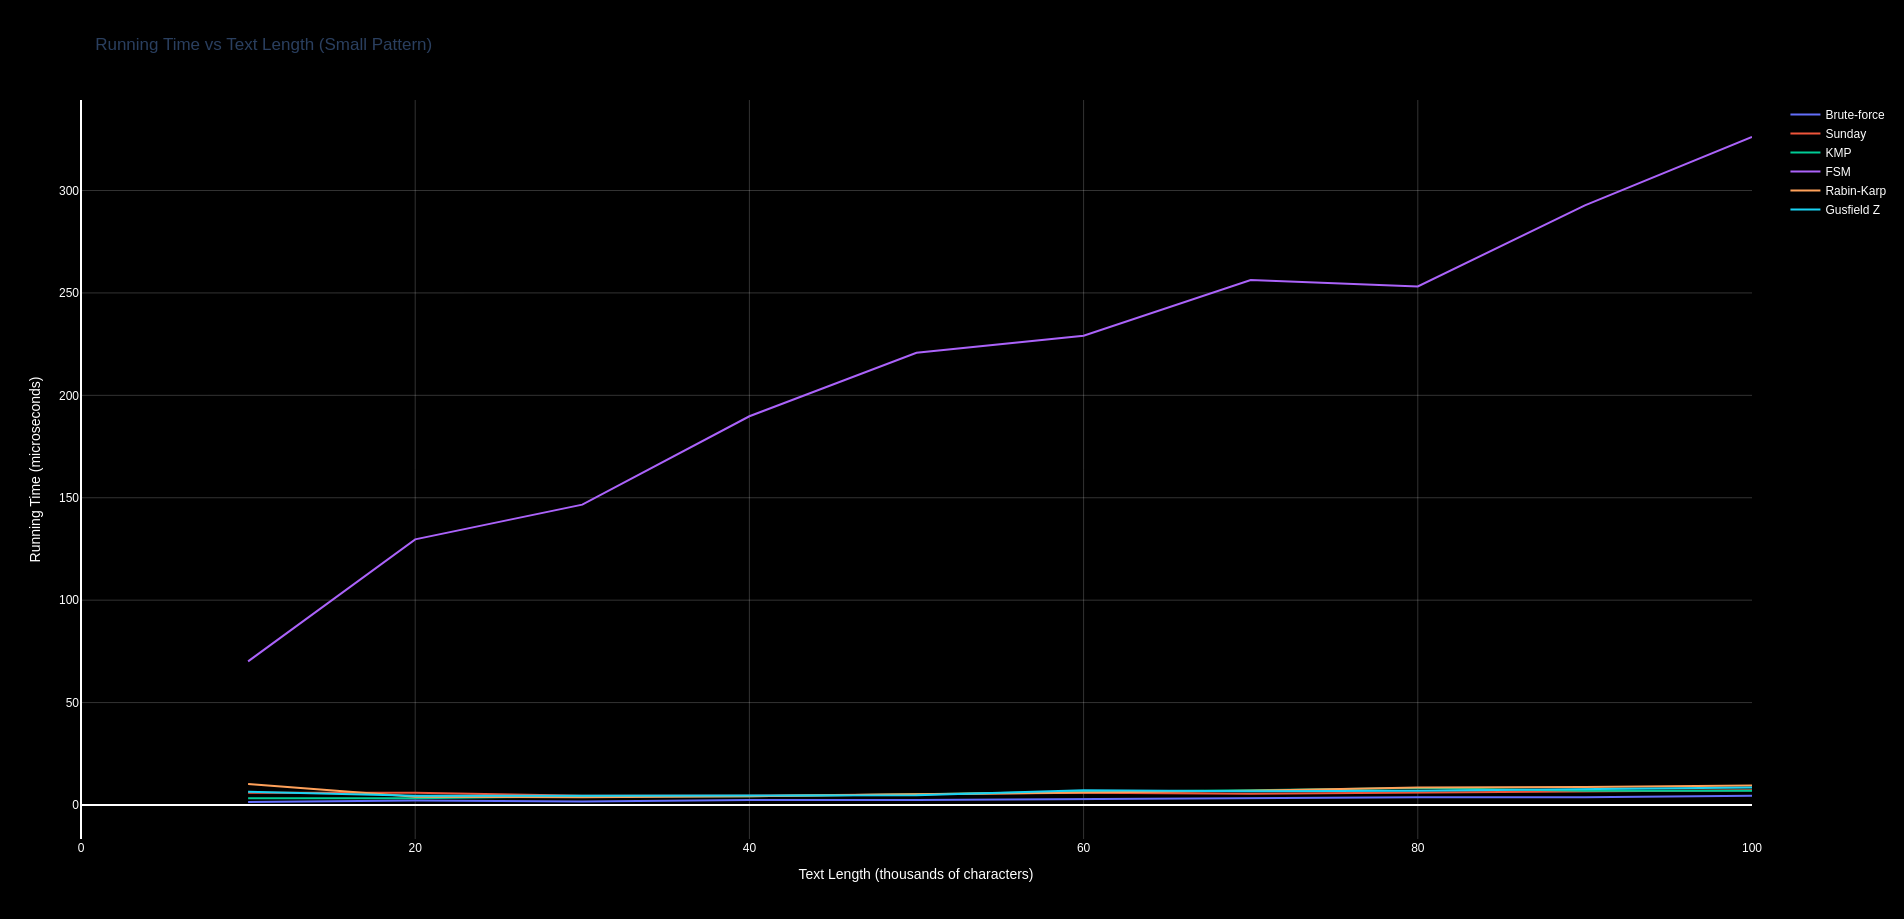 Running Time vs Text Length (Small Pattern)
Brute-force
Sunday
KMP
FSM
Rabin-Karp
Gusfield Z
Running Time (microseconds)
300
250
200
150
100
50
0
0 20 40 60 80 100
Text Length (thousands of characters)